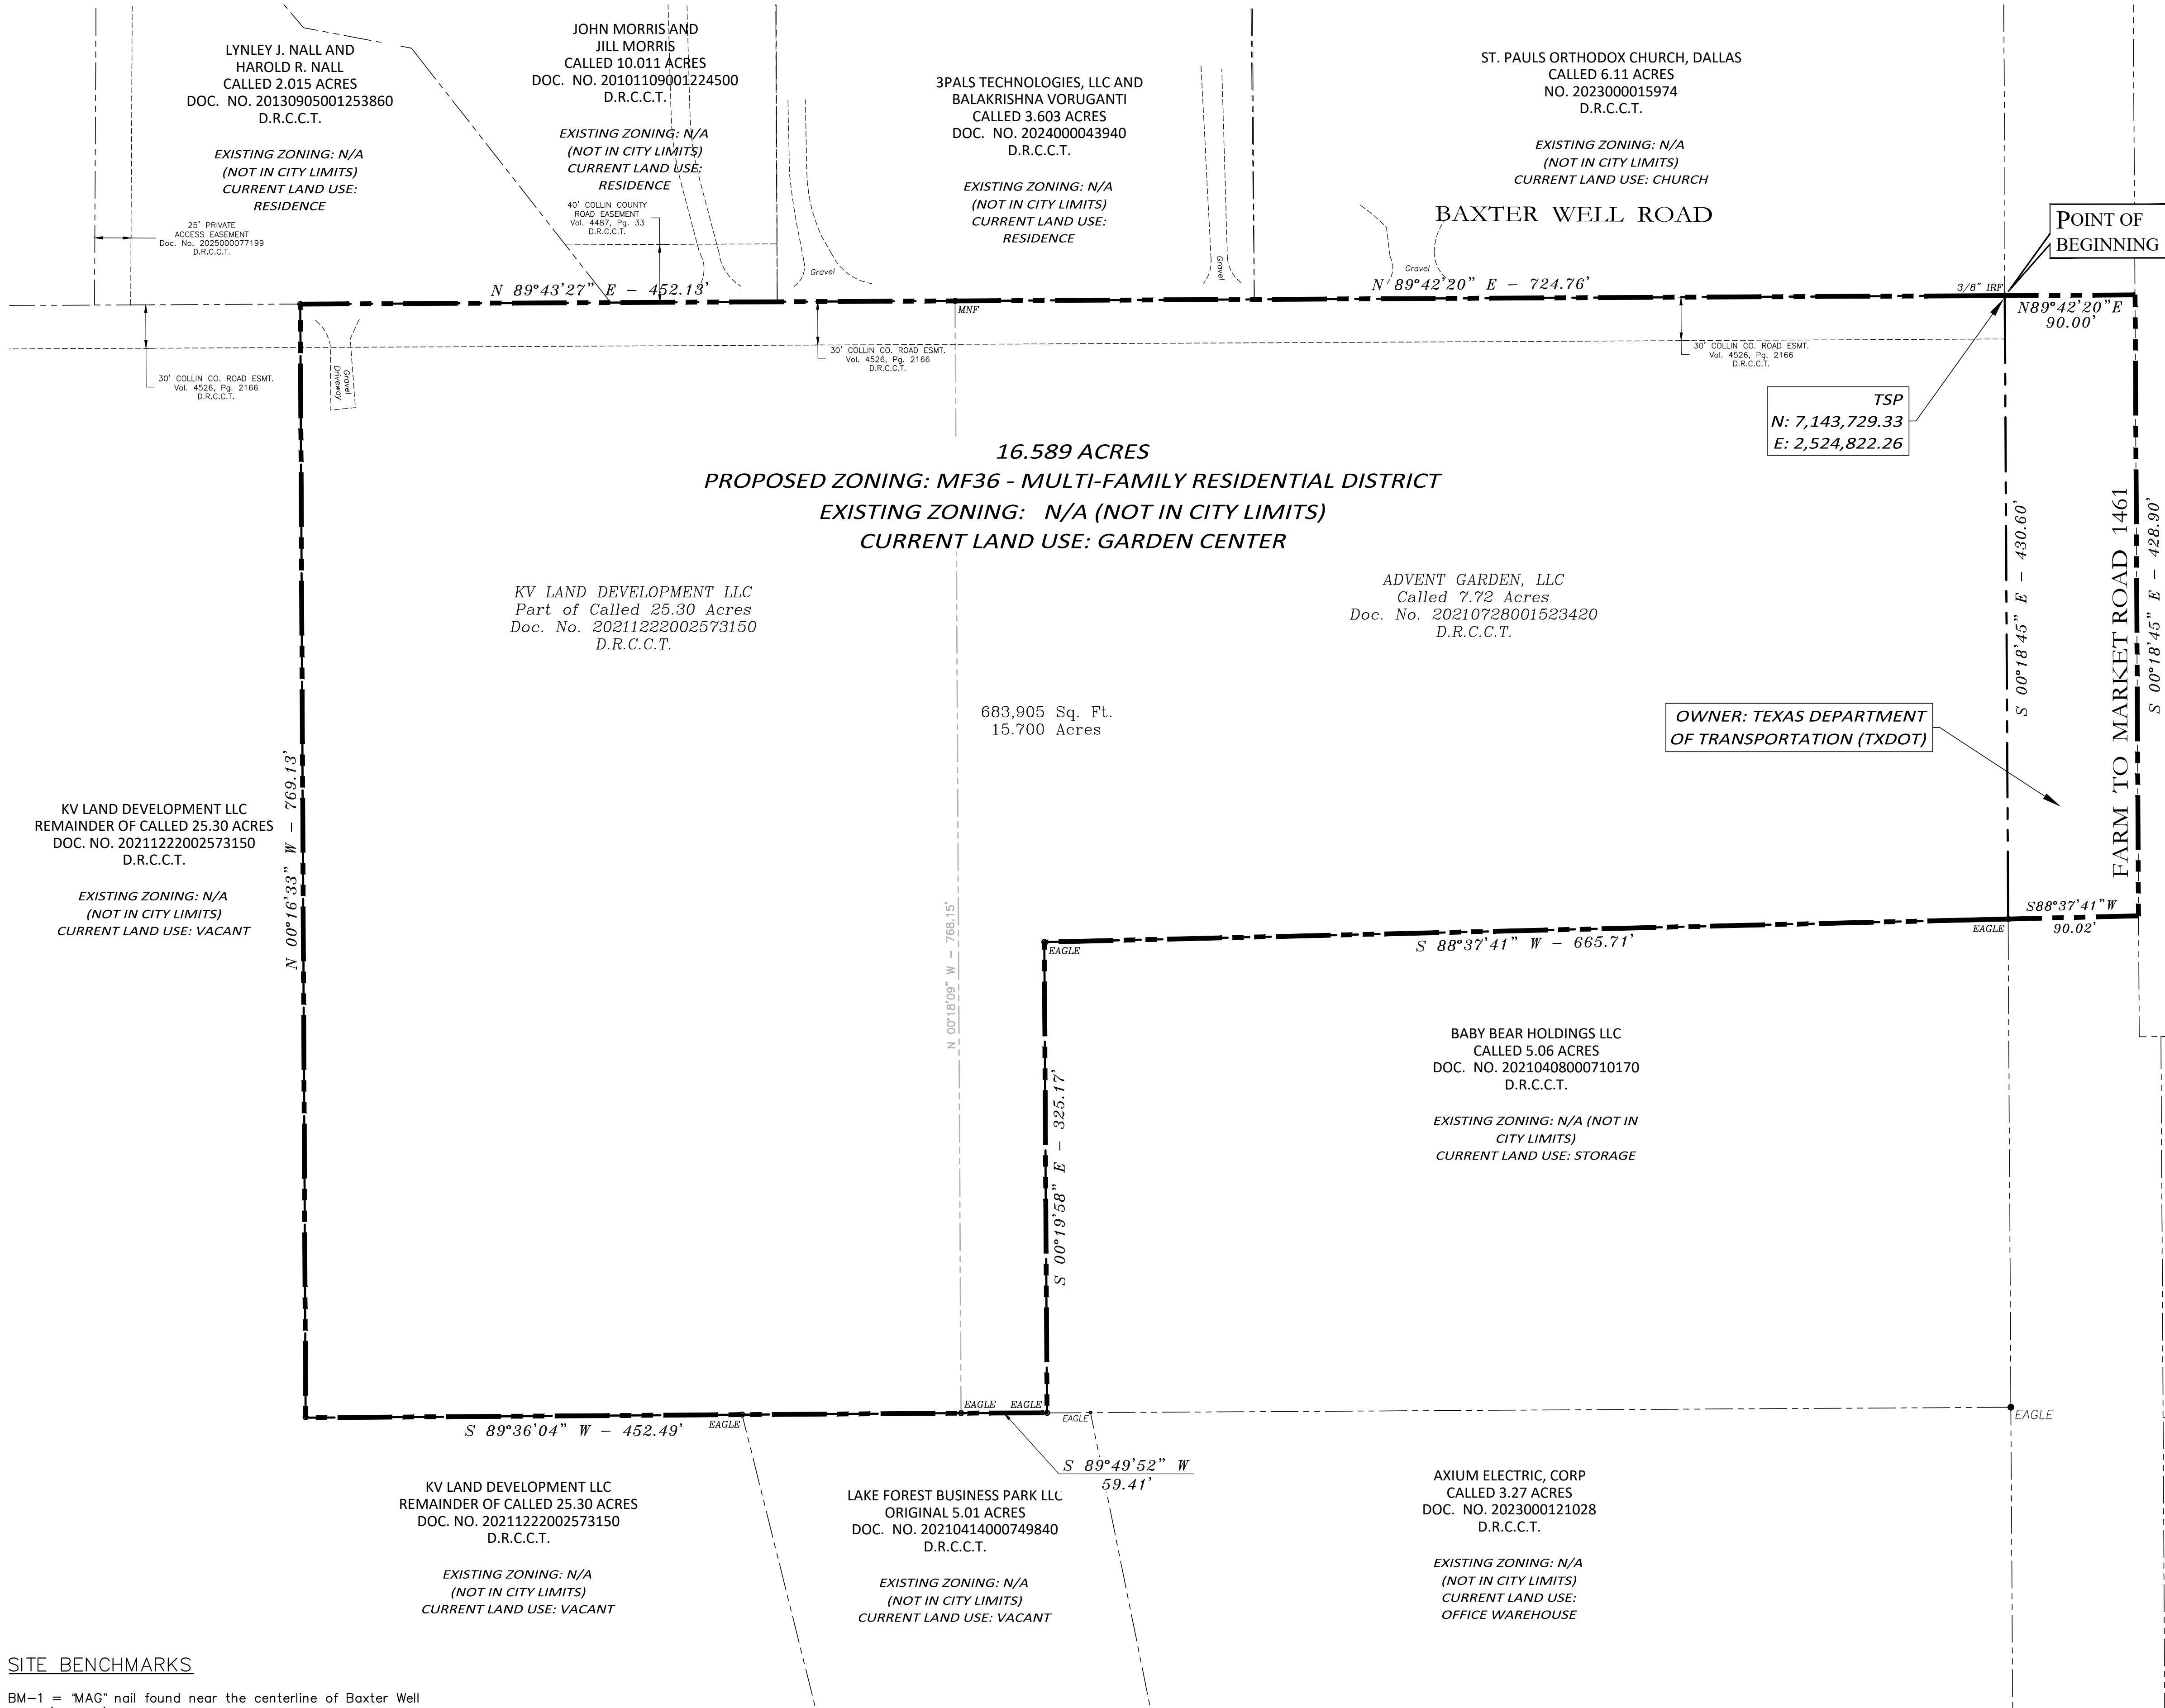 LYNLEY J. NALL AND
HAROLD R. NALL
CALLED 2.015 ACRES
DOC. NO. 20130905001253860
D.R.C.C.T.
EXISTING ZONING: N/A
(NOT IN CITY LIMITS)
CURRENT LAND USE:
RESIDENCE
25' PRIVATE
ACCESS EASEMENT
Doc. No. 2025000077199
D.R.C.C.T.
JOHN MORRIS AND
JILL MORRIS
CALLED 10.011 ACRES
DOC. NO. 20101109001224500
D.R.C.C.T.
EXISTING ZONING: N/A
(NOT IN CITY LIMITS)
CURRENT LAND USE:
RESIDENCE
40' COLLIN COUNTY
ROAD EASEMENT
Vol. 4487, Pg. 33
D.R.C.C.T.
3PALS TECHNOLOGIES, LLC AND
BALAKRISHNA VORUGANTI
CALLED 3.603 ACRES
DOC. NO. 2024000043940
D.R.C.C.T.
EXISTING ZONING: N/A
(NOT IN CITY LIMITS)
CURRENT LAND USE:
RESIDENCE
ST. PAULS ORTHODOX CHURCH, DALLAS
CALLED 6.11 ACRES
NO. 2023000015974
D.R.C.C.T.
EXISTING ZONING: N/A
(NOT IN CITY LIMITS)
CURRENT LAND USE: CHURCH
BAXTER WELL ROAD
POINT OF
BEGINNING
Gravel
Gravel
Gravel
N 89°43'27" E - 452.13'
MNF
N 89°42'20" E - 724.76'
3/8" IRF
N89°42'20"E
90.00'
30' COLLIN CO. ROAD ESMT.
Vol. 4526, Pg. 2166
D.R.C.C.T.
Gravel
Driveway
30' COLLIN CO. ROAD ESMT.
Vol. 4526, Pg. 2166
D.R.C.C.T.
30' COLLIN CO. ROAD ESMT.
Vol. 4526, Pg. 2166
D.R.C.C.T.
TSP
N: 7,143,729.33
E: 2,524,822.26
16.589 ACRES
PROPOSED ZONING: MF36 - MULTI-FAMILY RESIDENTIAL DISTRICT
EXISTING ZONING: N/A (NOT IN CITY LIMITS)
CURRENT LAND USE: GARDEN CENTER
KV LAND DEVELOPMENT LLC
Part of Called 25.30 Acres
Doc. No. 20211222002573150
D.R.C.C.T.
ADVENT GARDEN, LLC
Called 7.72 Acres
Doc. No. 20210728001523420
D.R.C.C.T.
683,905 Sq. Ft.
15.700 Acres
OWNER: TEXAS DEPARTMENT
OF TRANSPORTATION (TXDOT)
S 00°18'45" E - 430.60'
FARM TO MARKET ROAD 1461
S 00°18'45" E - 428.90'
KV LAND DEVELOPMENT LLC
REMAINDER OF CALLED 25.30 ACRES
DOC. NO. 20211222002573150
D.R.C.C.T.
EXISTING ZONING: N/A
(NOT IN CITY LIMITS)
CURRENT LAND USE: VACANT
N 00°16'33" W - 769.13'
N 00°18'09" W - 768.15'
EAGLE
S 88°37'41" W - 665.71'
EAGLE
S88°37'41"W
90.02'
S 00°19'58" E - 325.17'
BABY BEAR HOLDINGS LLC
CALLED 5.06 ACRES
DOC. NO. 20210408000710170
D.R.C.C.T.
EXISTING ZONING: N/A (NOT IN
CITY LIMITS)
CURRENT LAND USE: STORAGE
S 89°36'04" W - 452.49'
EAGLE
EAGLE
EAGLE
EAGLE
EAGLE
S 89°49'52" W
59.41'
KV LAND DEVELOPMENT LLC
REMAINDER OF CALLED 25.30 ACRES
DOC. NO. 20211222002573150
D.R.C.C.T.
EXISTING ZONING: N/A
(NOT IN CITY LIMITS)
CURRENT LAND USE: VACANT
LAKE FOREST BUSINESS PARK LLC
ORIGINAL 5.01 ACRES
DOC. NO. 20210414000749840
D.R.C.C.T.
EXISTING ZONING: N/A
(NOT IN CITY LIMITS)
CURRENT LAND USE: VACANT
AXIUM ELECTRIC, CORP
CALLED 3.27 ACRES
DOC. NO. 2023000121028
D.R.C.C.T.
EXISTING ZONING: N/A
(NOT IN CITY LIMITS)
CURRENT LAND USE:
OFFICE WAREHOUSE
SITE BENCHMARKS
BM-1 = "MAG" nail found near the centerline of Baxter Well